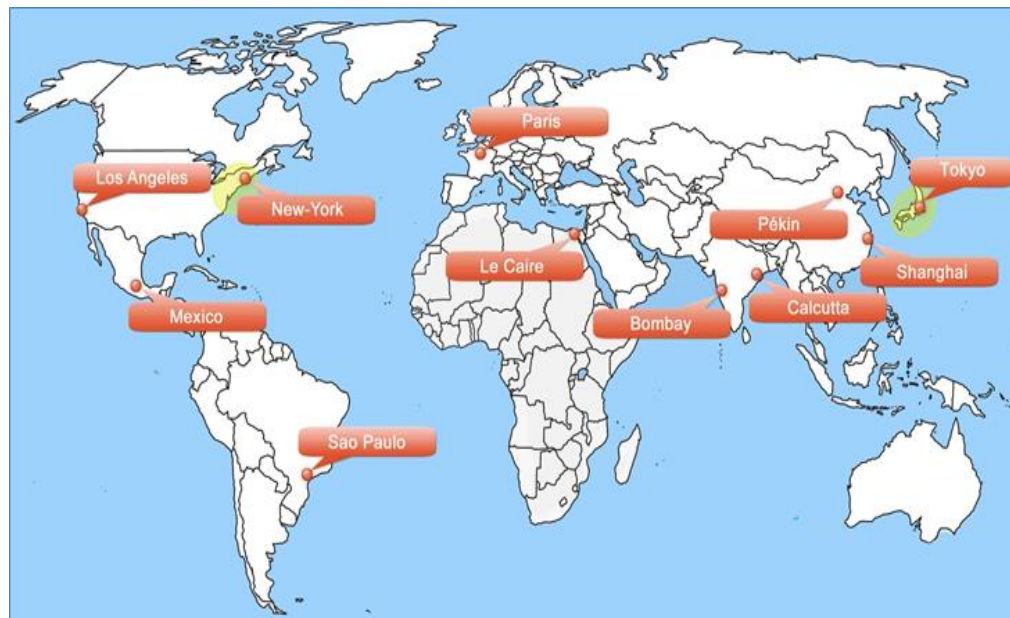 Paris
Los Angeles
Tokyo
New-York
Pékin
Le Caire
Shanghai
Mexico
Bombay
Calcutta
Sao Paulo